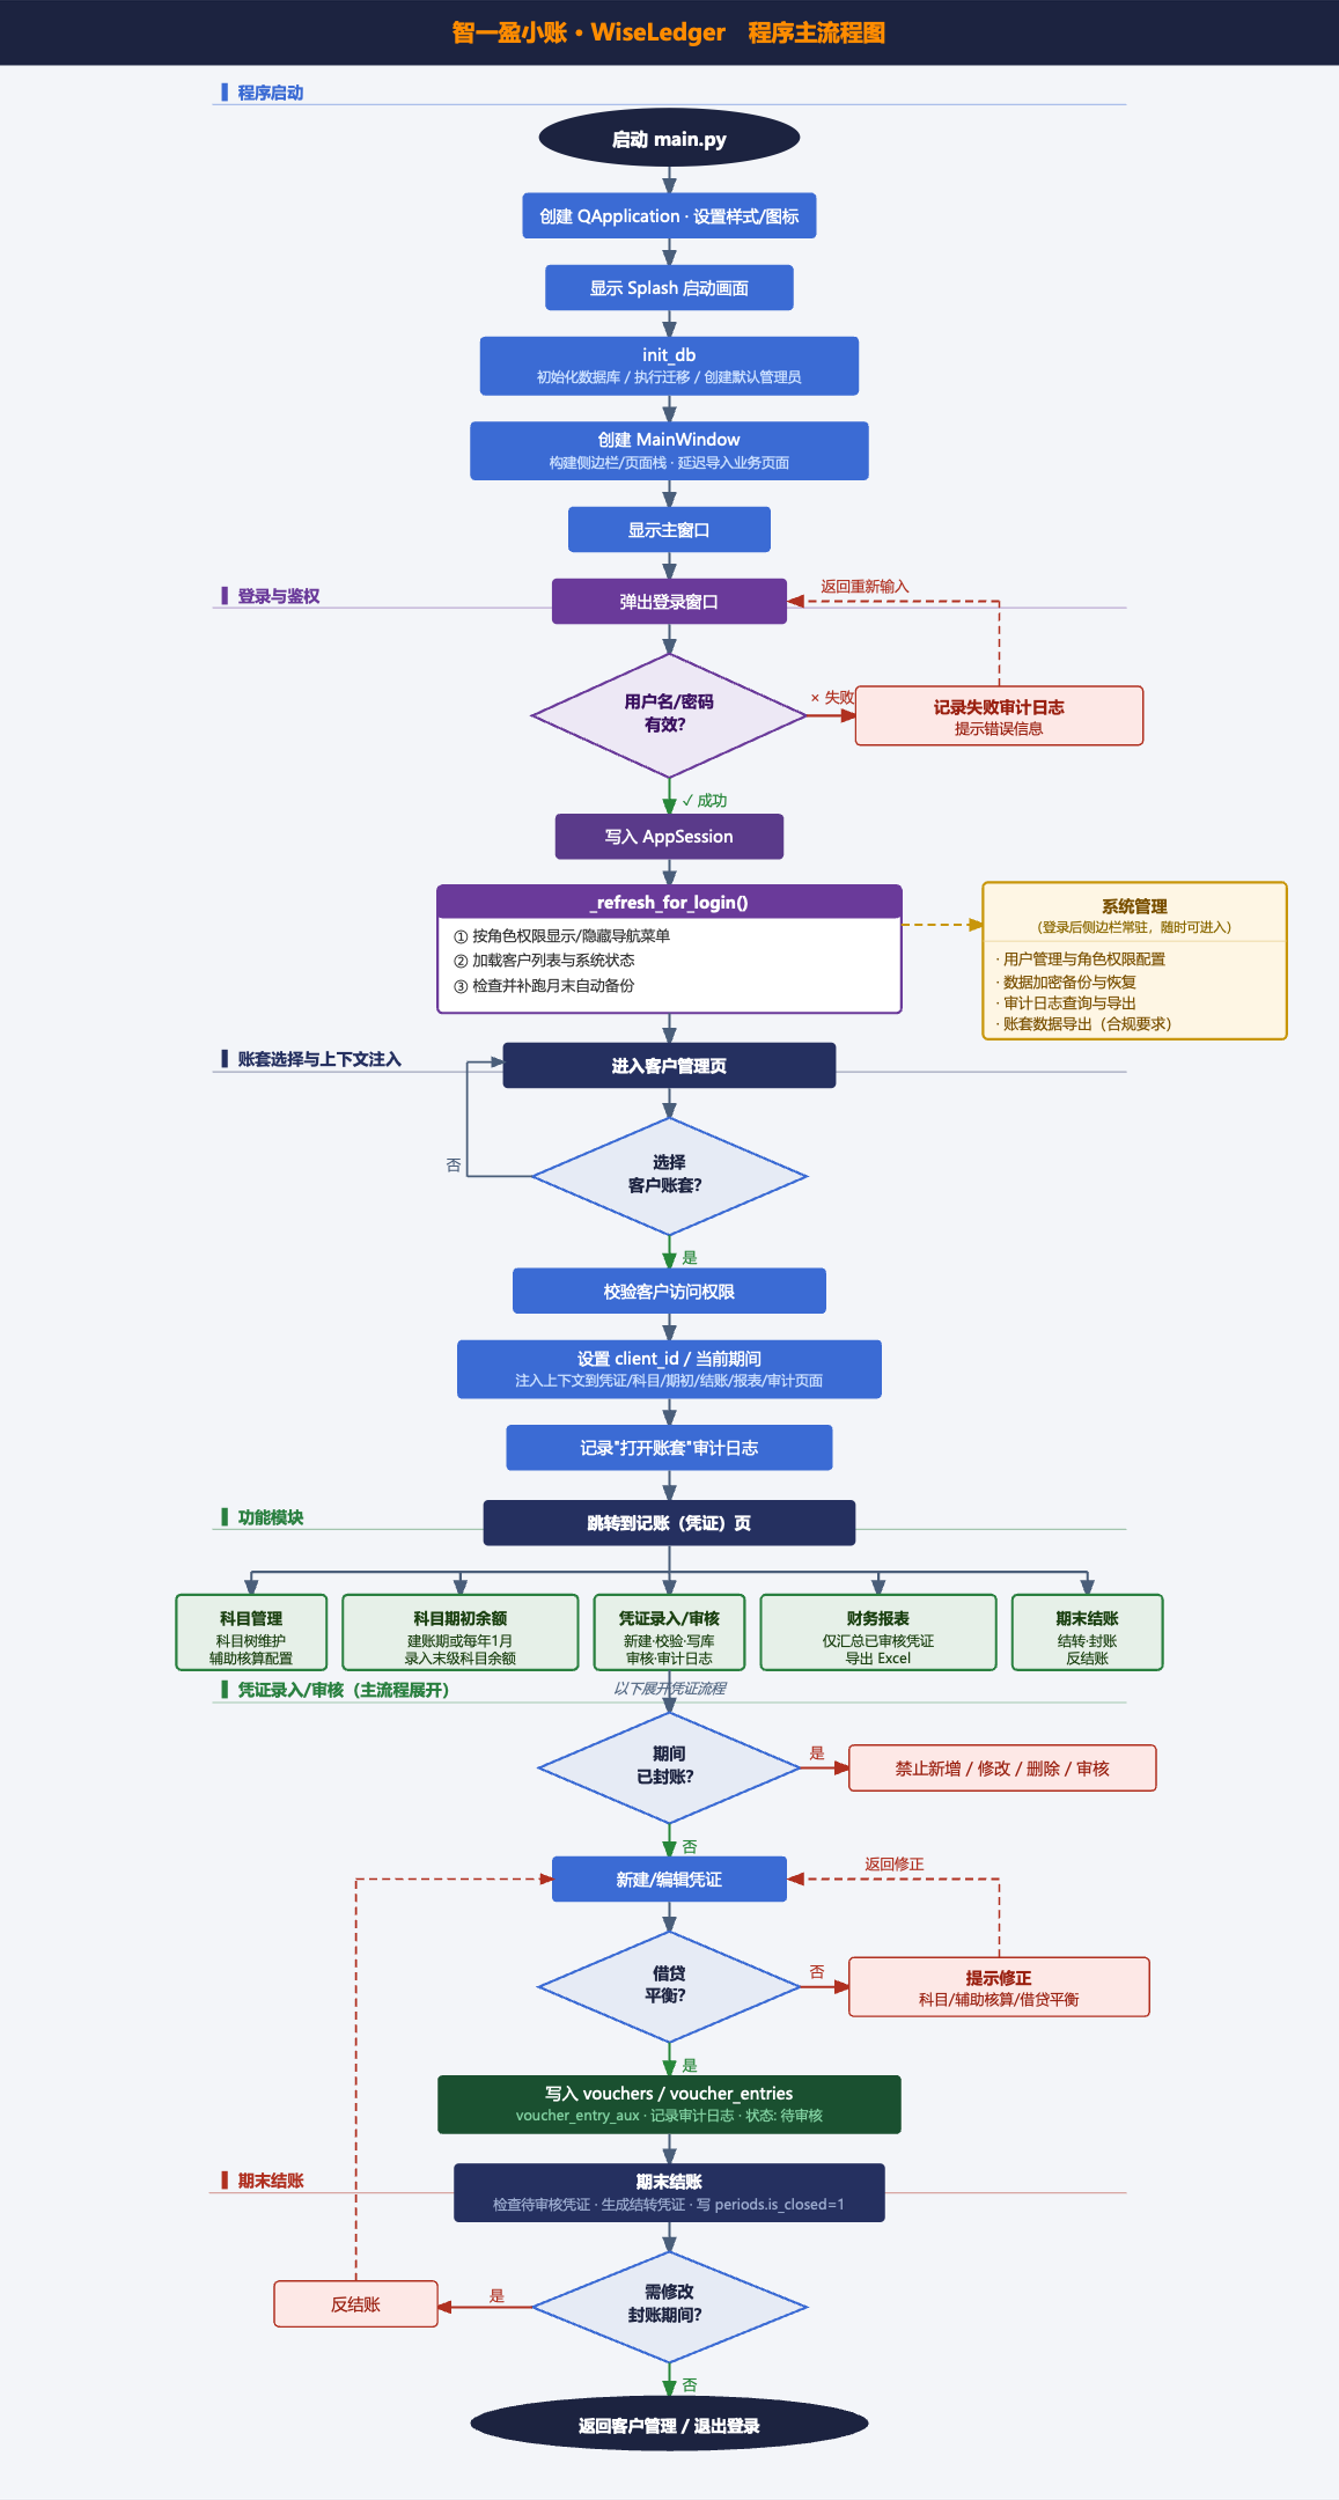 智一盈小账 · WiseLedger 程序主流程图
程序启动
启动 main.py
创建 QApplication · 设置样式/图标
显示 Splash 启动画面
init_db
初始化数据库 / 执行迁移 / 创建默认管理员
创建 MainWindow
构建侧边栏/页面栈 · 延迟导入业务页面
显示主窗口
登录与鉴权
弹出登录窗口
返回重新输入
用户名/密码
有效?
× 失败
记录失败审计日志
提示错误信息
✓ 成功
写入 AppSession
_refresh_for_login()
① 按角色权限显示/隐藏导航菜单
② 加载客户列表与系统状态
③ 检查并补跑月末自动备份
系统管理
（登录后侧边栏常驻，随时可进入）
· 用户管理与角色权限配置
· 数据加密备份与恢复
· 审计日志查询与导出
· 账套数据导出（合规要求）
账套选择与上下文注入
进入客户管理页
选择
客户账套?
否
是
校验客户访问权限
设置 client_id / 当前期间
注入上下文到凭证/科目/期初/结账/报表/审计页面
记录"打开账套"审计日志
功能模块
跳转到记账（凭证）页
科目管理
科目树维护
辅助核算配置
科目期初余额
建账期或每年1月
录入末级科目余额
凭证录入/审核
新建·校验·写库
审核·审计日志
财务报表
仅汇总已审核凭证
导出 Excel
期末结账
结转·封账
反结账
凭证录入/审核（主流程展开）
以下展开凭证流程
期间
已封账?
是
禁止新增 / 修改 / 删除 / 审核
否
新建/编辑凭证
返回修正
借贷
平衡?
否
提示修正
科目/辅助核算/借贷平衡
是
写入 vouchers / voucher_entries
voucher_entry_aux · 记录审计日志 · 状态: 待审核
期末结账
期末结账
检查待审核凭证 · 生成结转凭证 · 写 periods.is_closed=1
需修改
封账期间?
是
反结账
否
返回客户管理 / 退出登录